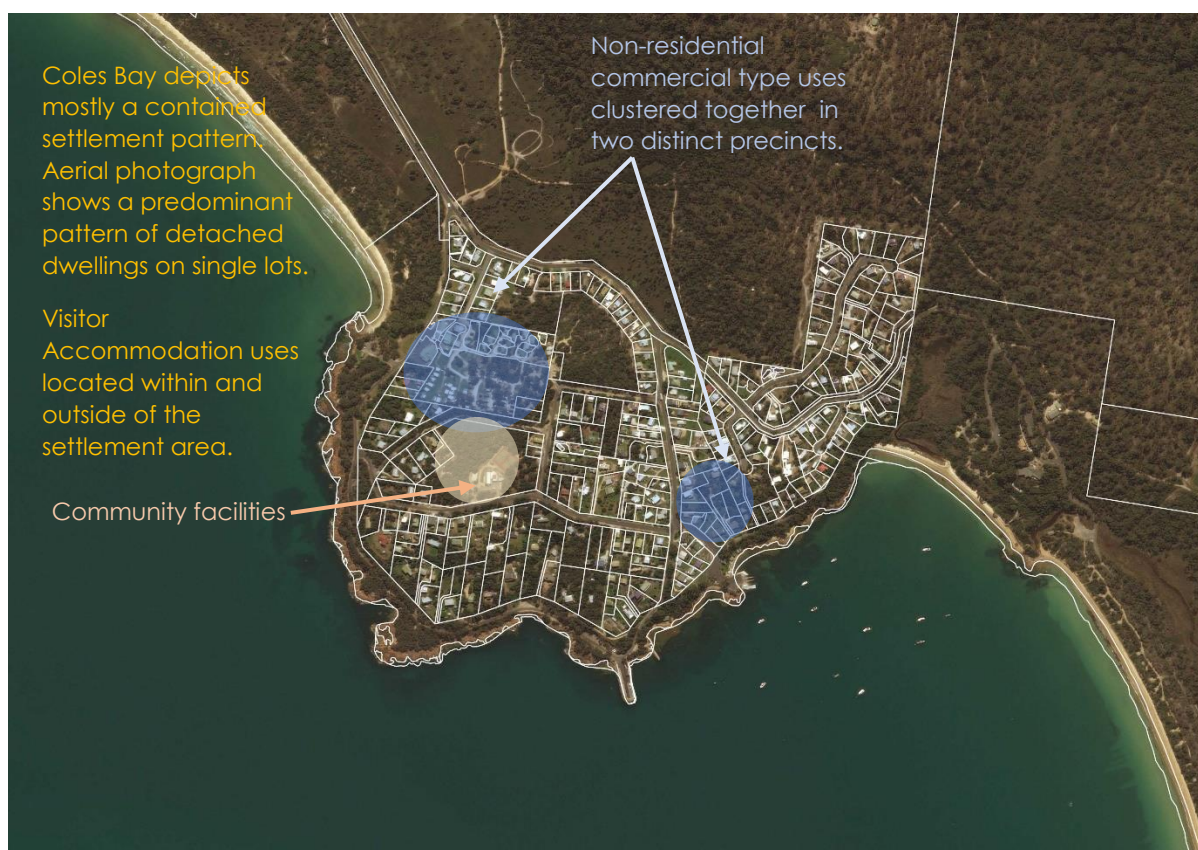 Coles Bay depicts
mostly a contained
settlement pattern.
Aerial photograph
shows a predominant
pattern of detached
dwellings on single lots.
Visitor
Accommodation uses
located within and
outside of the
settlement area.
Community facilities
Non-residential
commercial type uses
clustered together in
two distinct precincts.